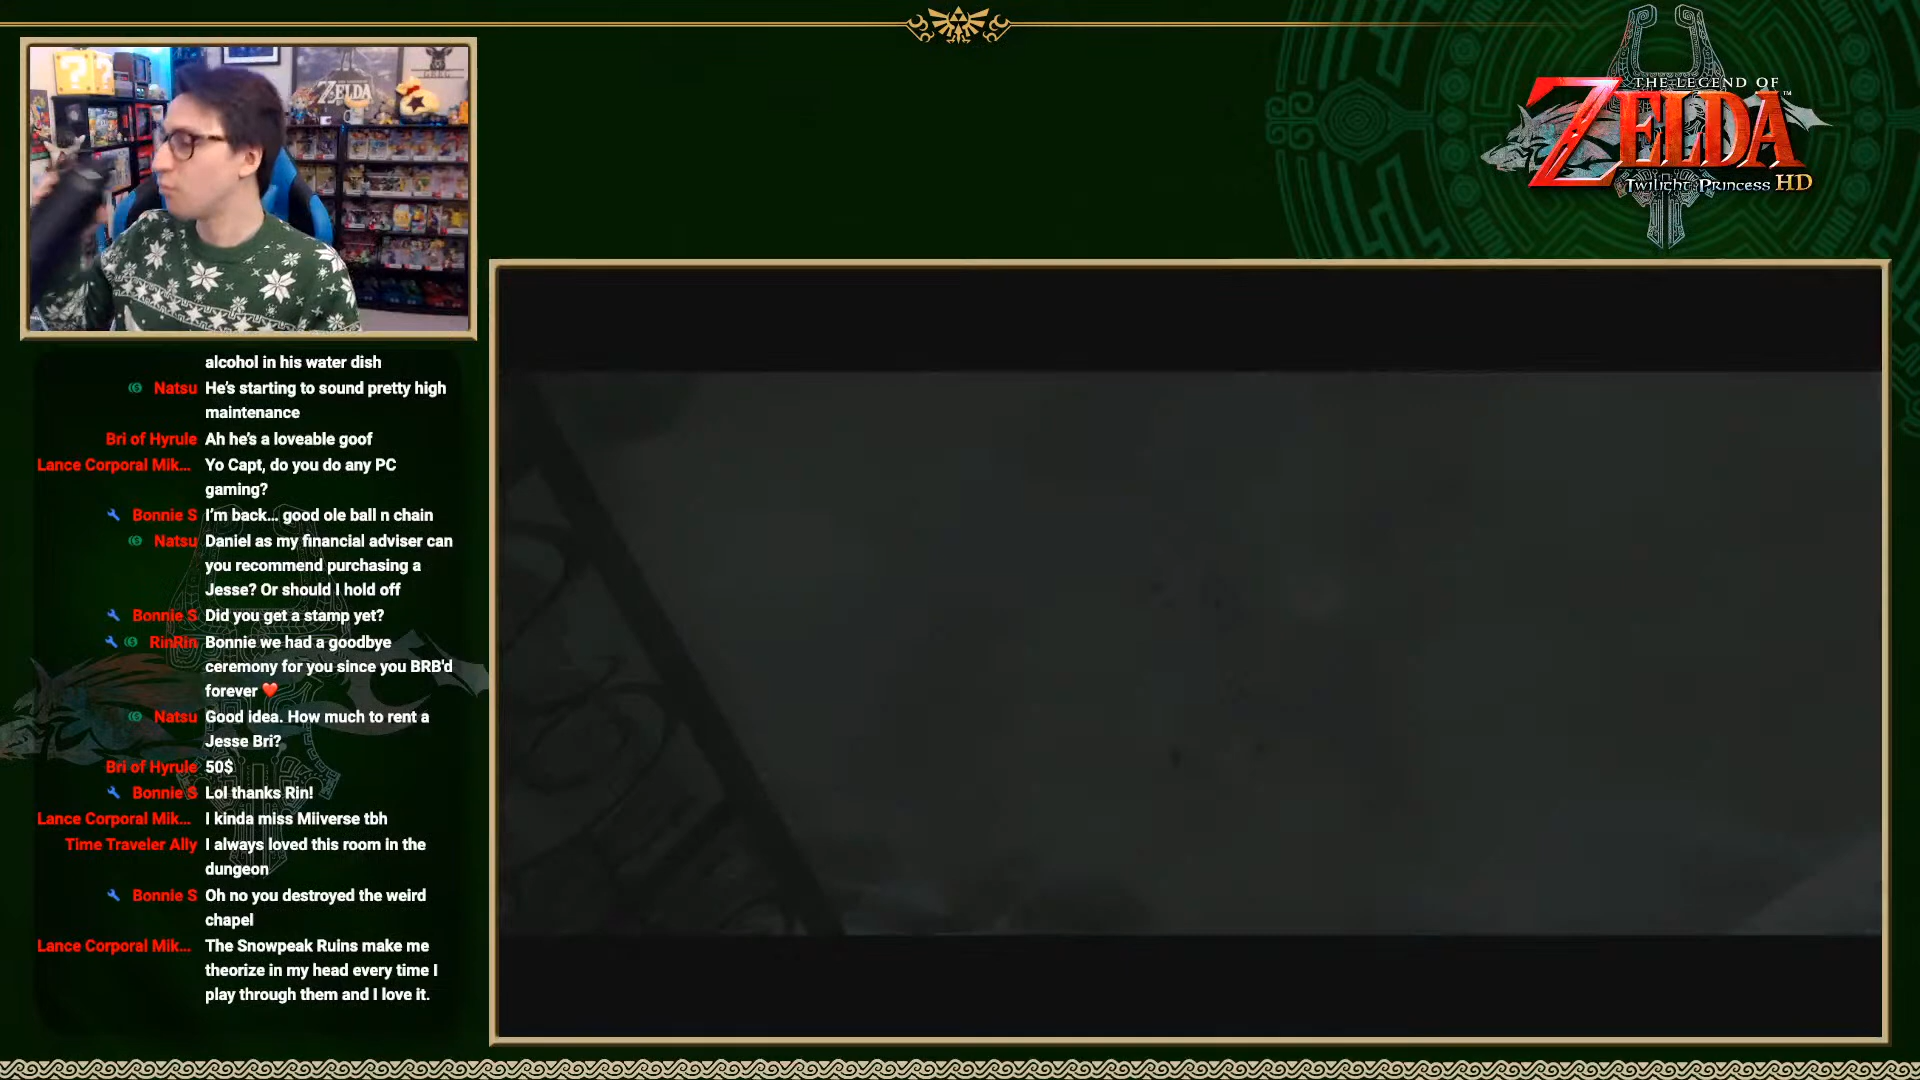 THE LEGEND OF
ZELDA
TM
Twilight Princess HD
ZELDA
alcohol in his water dish
Natsu He's starting to sound pretty high
maintenance
Bri of Hyrule Ah he's a loveable goof
Lance Corporal Mik... Yo Capt, do you do any PC
gaming?
Bonnie S I'm back... good ole ball n chain
Natsu Daniel as my financial adviser can
you recommend purchasing a
Jesse? Or should I hold off
Bonnie S Did you get a stamp yet?
RinRin Bonnie we had a goodbye
ceremony for you since you BRB'd
forever ❤️
Natsu Good idea. How much to rent a
Jesse Bri?
Bri of Hyrule 50$
Bonnie S Lol thanks Rin!
Lance Corporal Mik... I kinda miss Miiverse tbh
Time Traveler Ally I always loved this room in the
dungeon
Bonnie S Oh no you destroyed the weird
chapel
Lance Corporal Mik... The Snowpeak Ruins make me
theorize in my head every time I
play through them and I love it.